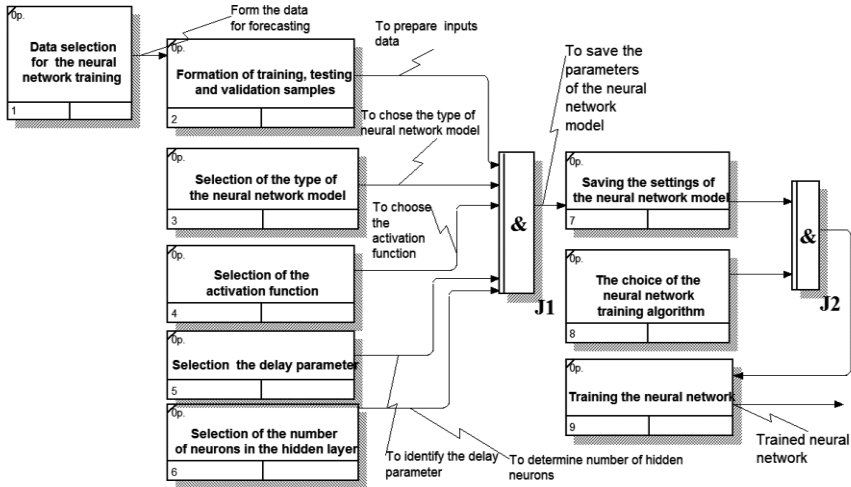 0p.
Data selection
for the neural
network training
1
Form the data
for forecasting
0p.
Formation of training, testing
and validation samples
2
To prepare inputs
data
0p.
Selection of the type of
the neural network model
3
To chose the type of
neural network model
0p.
Selection of the
activation function
4
To choose
the
activation
function
0p.
Selection the delay parameter
5
0p.
Selection of the number
of neurons in the hidden layer
6
To identify the delay
parameter
To determine number of hidden
neurons
&
J1
To save the
parameters
of the neural
network
model
0p.
Saving the settings of
the neural network model
7
0p.
The choice of the
neural network
training algorithm
8
&
J2
0p.
Training the neural network
9
Trained neural
network